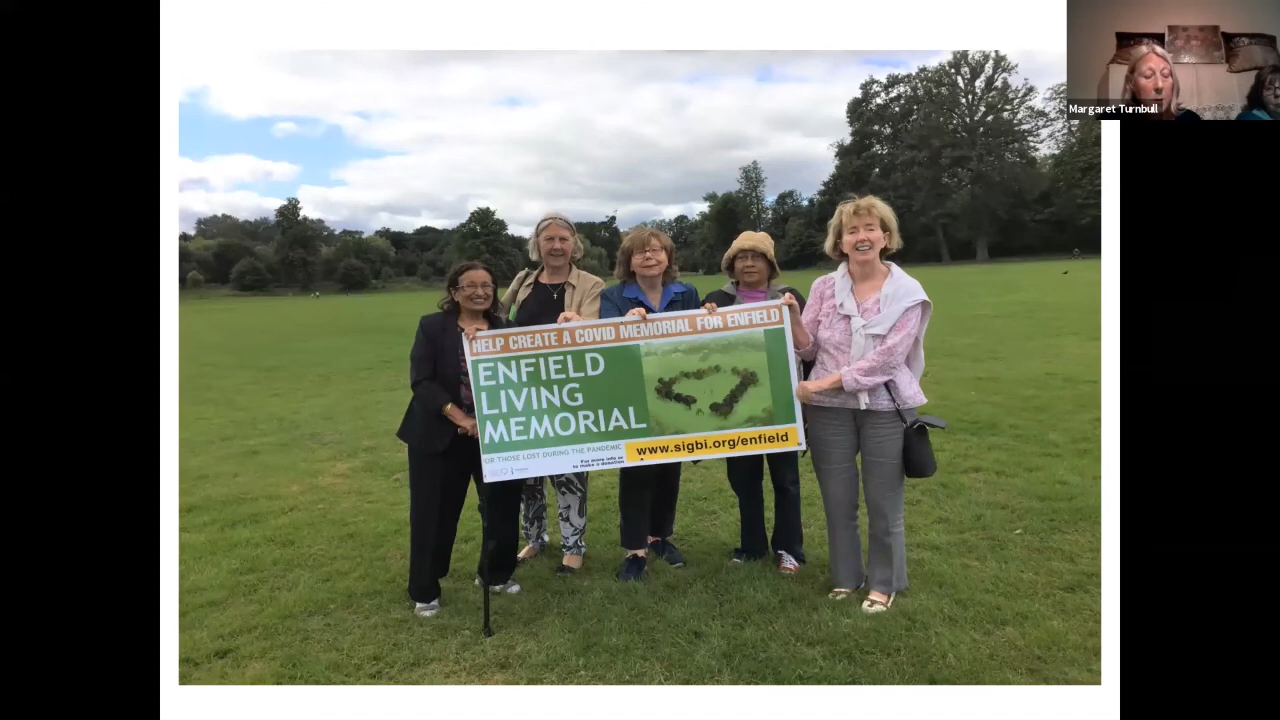 Margaret Turnbull
HELP CREATE A COVID MEMORIAL FOR ENFIELD
ENFIELD
LIVING
MEMORIAL
OR THOSE LOST DURING THE PANDEMIC
For more info or
to make a donation
www.sigbi.org/enfield